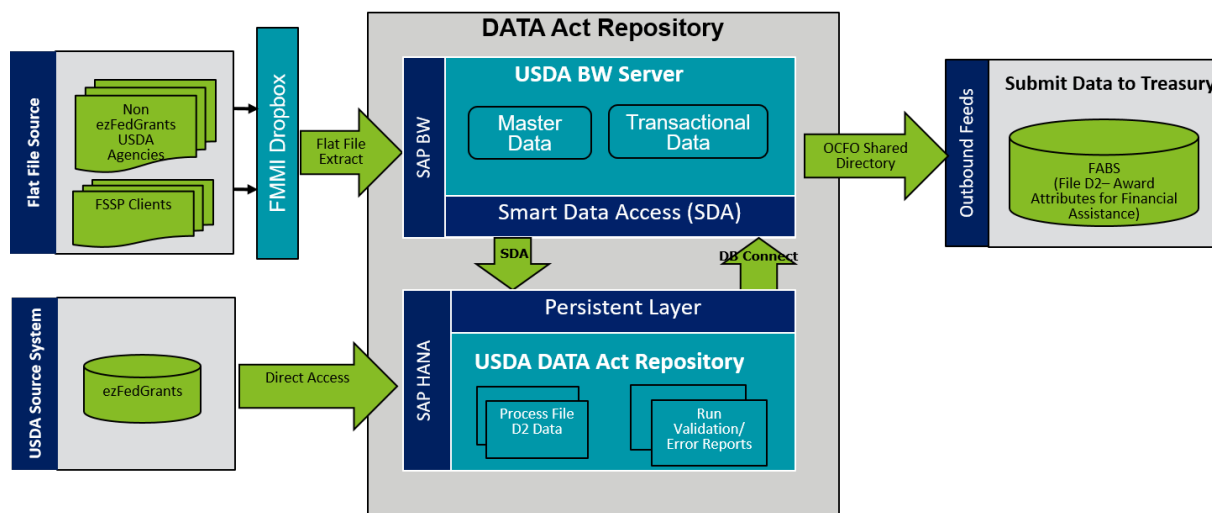 DATA Act Repository
Flat File Source
Non
ezFedGrants
USDA
Agencies
FSSP Clients
FMMI Dropbox
Flat File
Extract
SAP BW
USDA BW Server
Master
Data
Transactional
Data
Smart Data Access (SDA)
OCFO Shared
Directory
Outbound Feeds
Submit Data to Treasury
FABS
(File D2– Award
Attributes for Financial
Assistance)
SDA
DB Connect
USDA Source System
ezFedGrants
Direct Access
SAP HANA
Persistent Layer
USDA DATA Act Repository
Process File
D2 Data
Run
Validation/
Error Reports